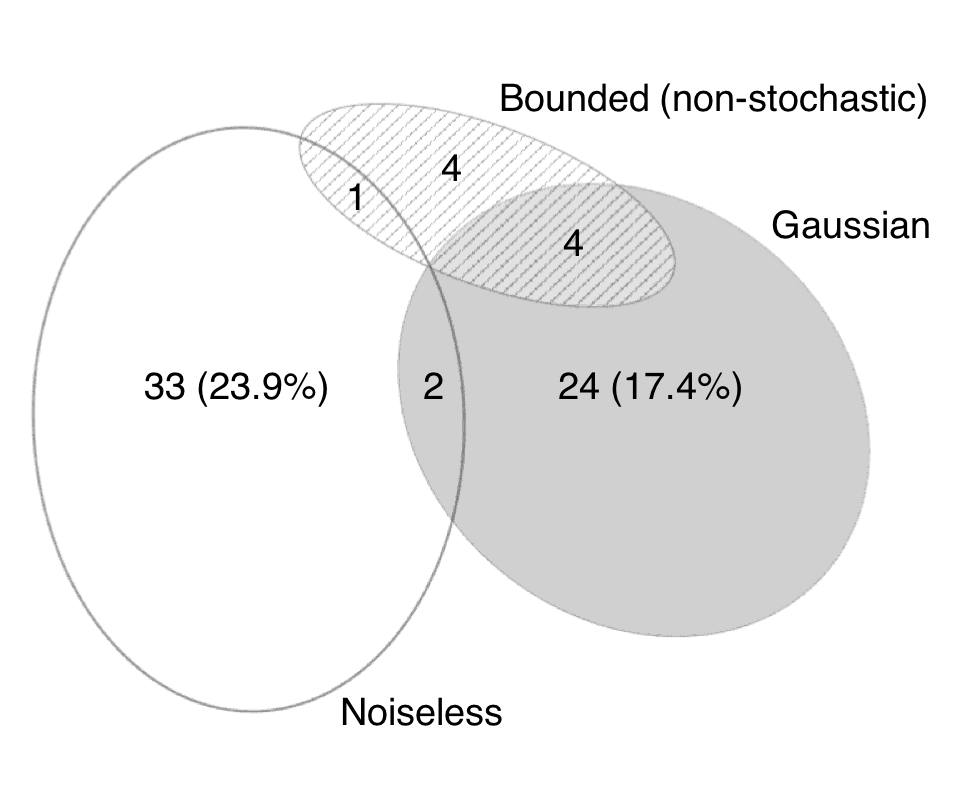 Bounded (non-stochastic)
4
1
Gaussian
4
33 (23.9%)
2
24 (17.4%)
Noiseless